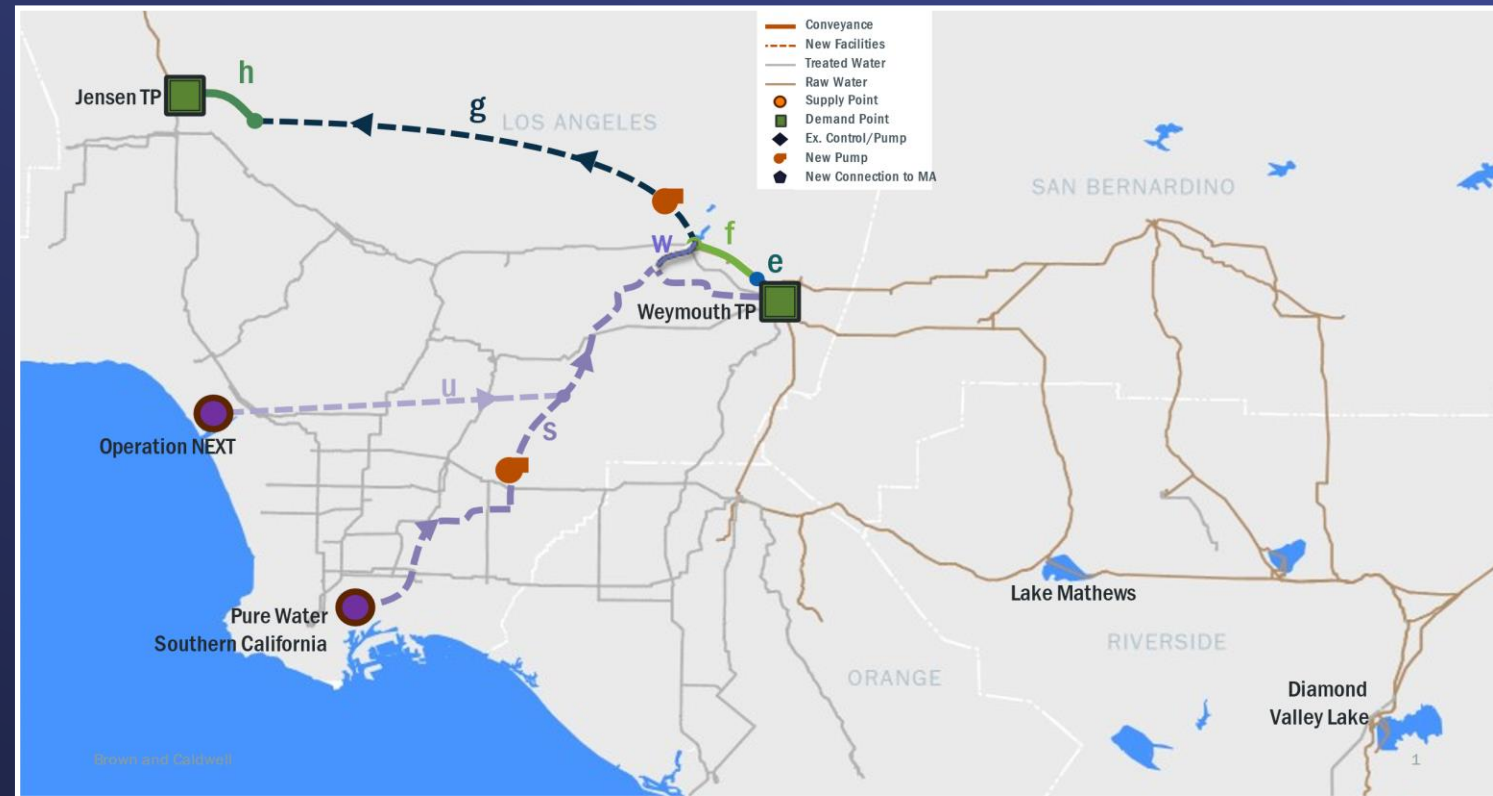 Conveyance
New Facilities
Treated Water
Raw Water
Supply Point
Demand Point
Ex. Control/Pump
New Pump
New Connection to MA
h
Jensen TP
g
LOS ANGELES
SAN BERNARDINO
w
f
e
Weymouth TP
u
s
Operation NEXT
Pure Water
Southern California
Lake Mathews
RIVERSIDE
ORANGE
Diamond
Valley Lake
Brown and Caldwell
1